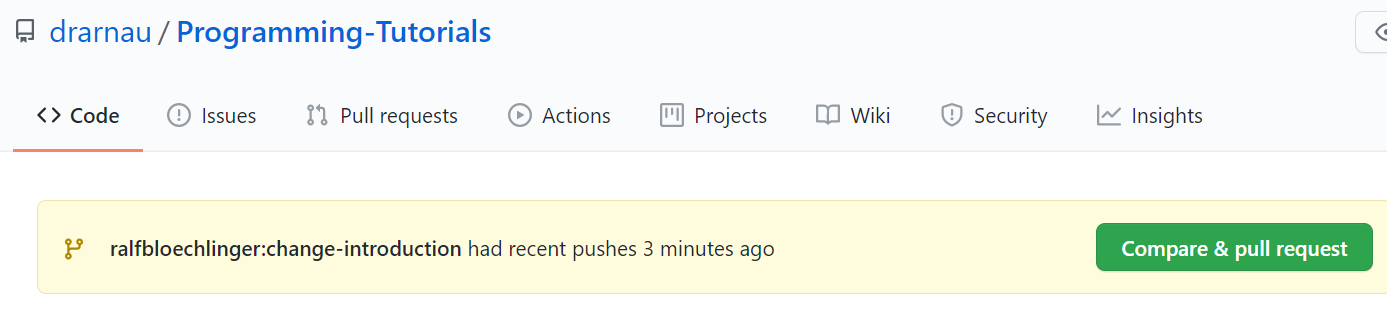 drarnau / Programming-Tutorials
Code Issues Pull requests Actions Projects Wiki Security Insights
ralfbloechlinger:change-introduction had recent pushes 3 minutes ago Compare & pull request